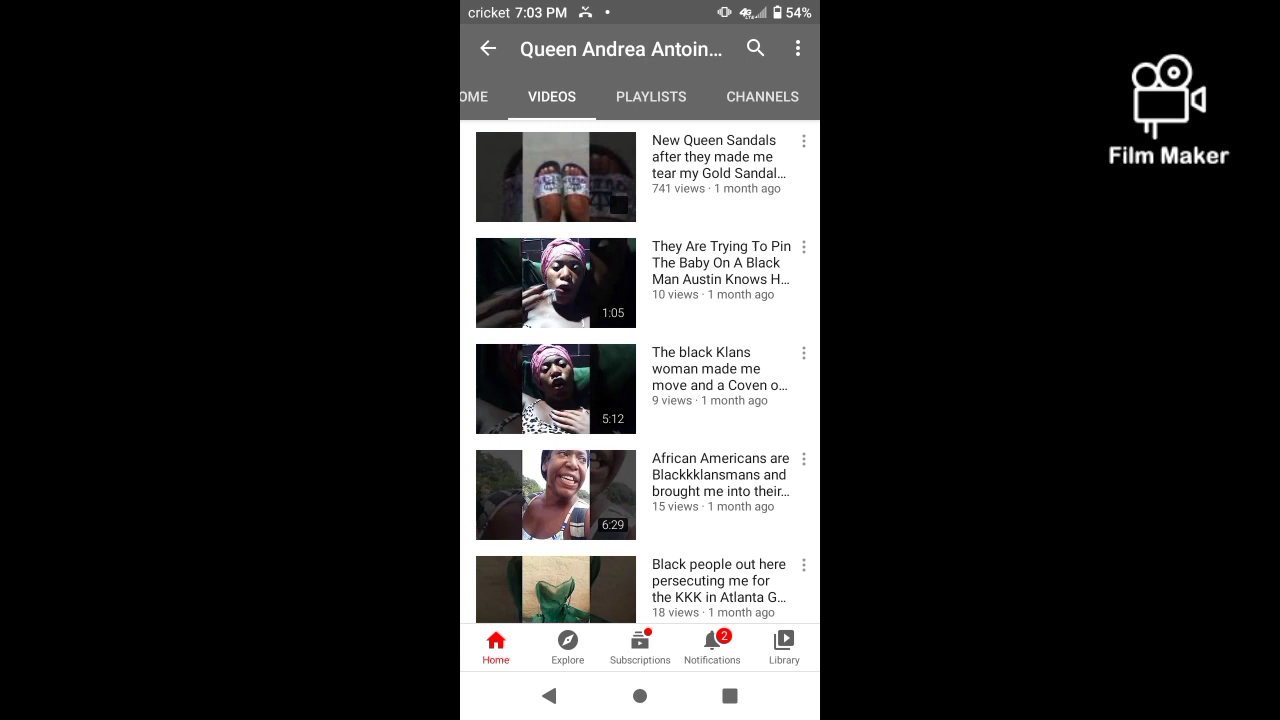 cricket 7:03 PM 54%
Queen Andrea Antoin...
OME VIDEOS PLAYLISTS CHANNELS
Film Maker
New Queen Sandals
after they made me
tear my Gold Sandal...
741 views · 1 month ago
They Are Trying To Pin
The Baby On A Black
Man Austin Knows H...
10 views · 1 month ago
1:05
The black Klans
woman made me
move and a Coven o...
9 views · 1 month ago
5:12
African Americans are
Blackkklansmans and
brought me into their...
15 views · 1 month ago
6:29
Black people out here
persecuting me for
the KKK in Atlanta G...
18 views · 1 month ago
2
Home Explore Subscriptions Notifications Library